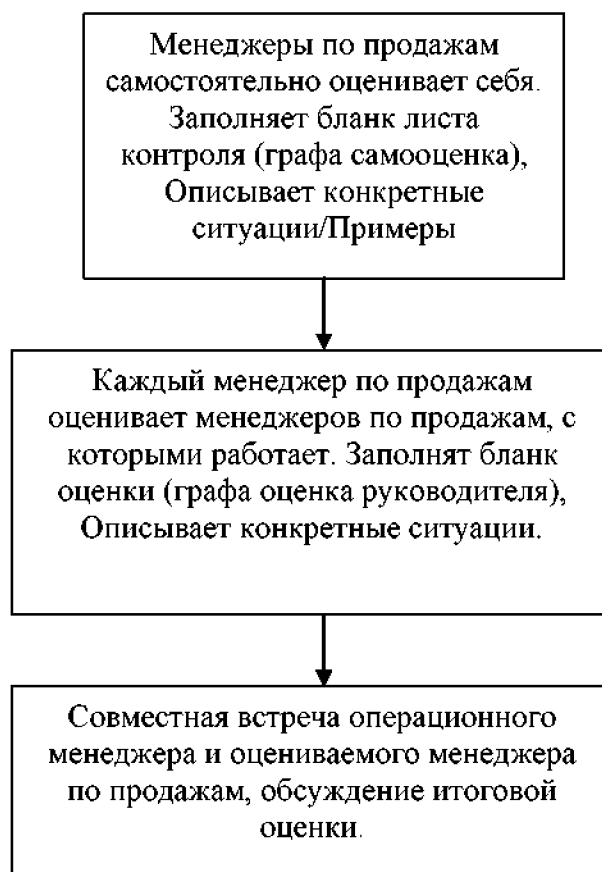 Менеджеры по продажам
самостоятельно оценивает себя.
Заполняет бланк листа
контроля (графа самооценка),
Описывает конкретные
ситуации/Примеры
Каждый менеджер по продажам
оценивает менеджеров по продажам, с
которыми работает. Заполнят бланк
оценки (графа оценка руководителя),
Описывает конкретные ситуации.
Совместная встреча операционного
менеджера и оцениваемого менеджера
по продажам, обсуждение итоговой
оценки.